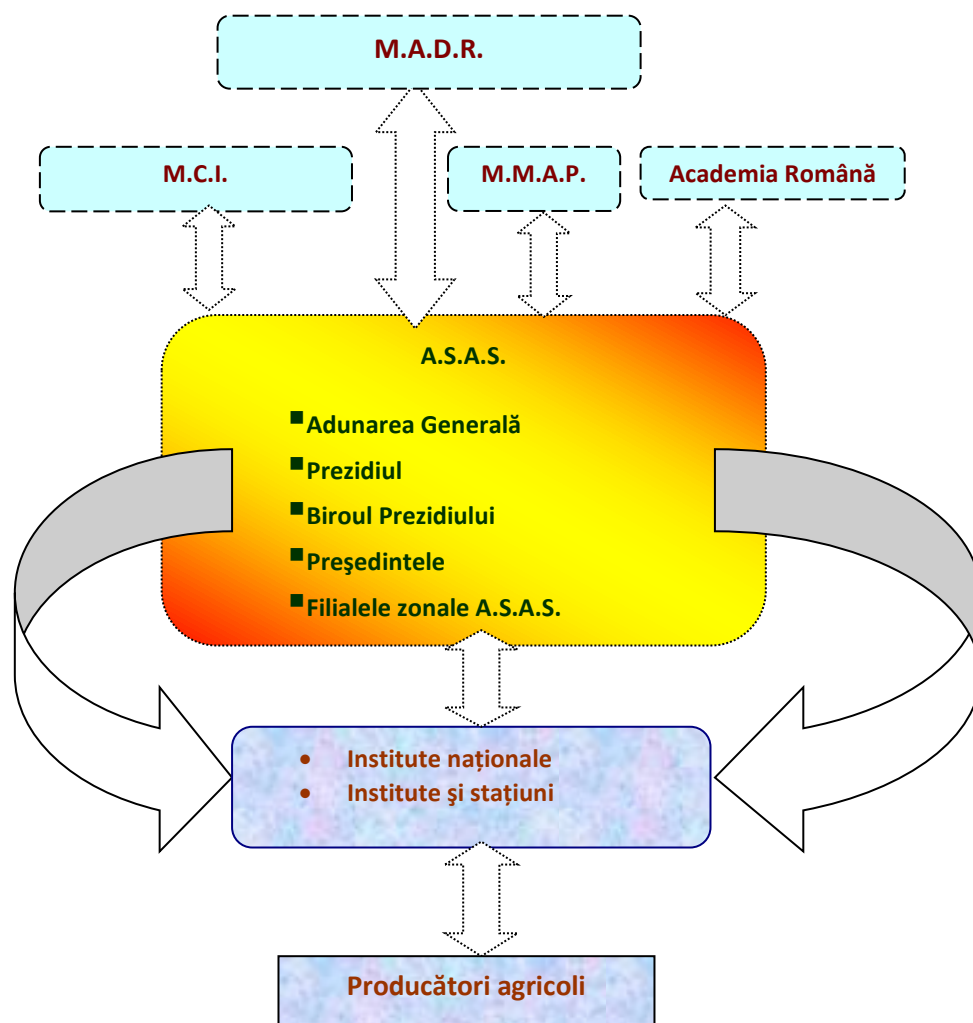 M.A.D.R.
M.C.I.
M.M.A.P.
Academia Română
A.S.A.S.
▪Adunarea Generală
▪Prezidiul
▪Biroul Prezidiului
▪Preşedintele
▪Filialele zonale A.S.A.S.
• Institute naționale
• Institute şi stațiuni
Producători agricoli